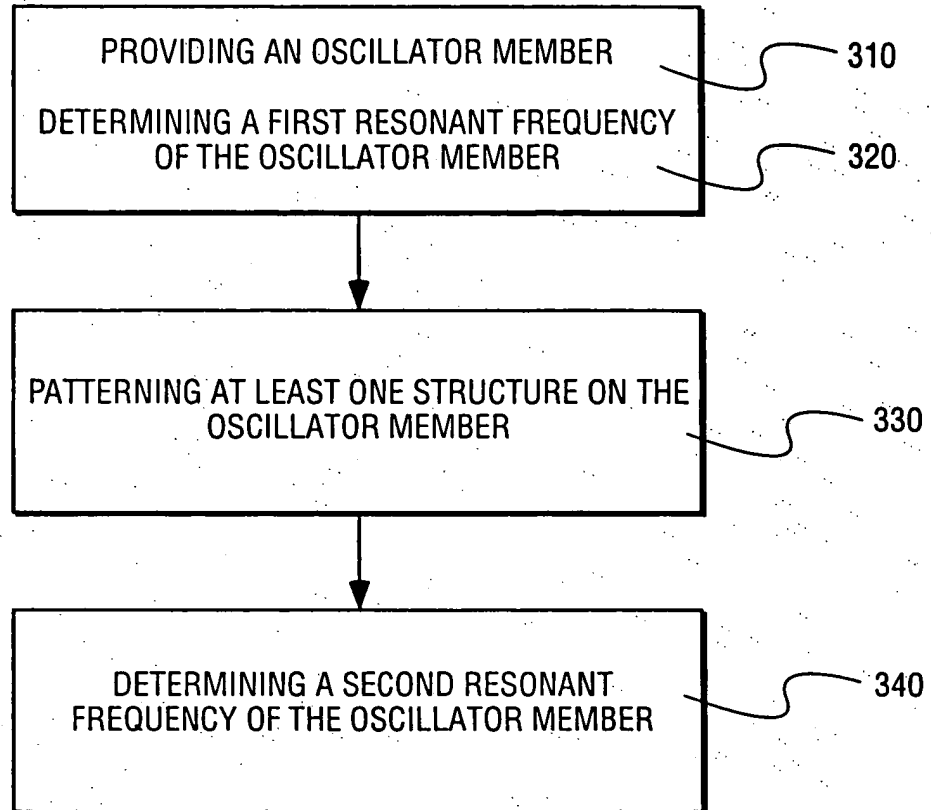 PROVIDING AN OSCILLATOR MEMBER
310
DETERMINING A FIRST RESONANT FREQUENCY
OF THE OSCILLATOR MEMBER
320
PATTERNING AT LEAST ONE STRUCTURE ON THE
OSCILLATOR MEMBER
330
DETERMINING A SECOND RESONANT
FREQUENCY OF THE OSCILLATOR MEMBER
340